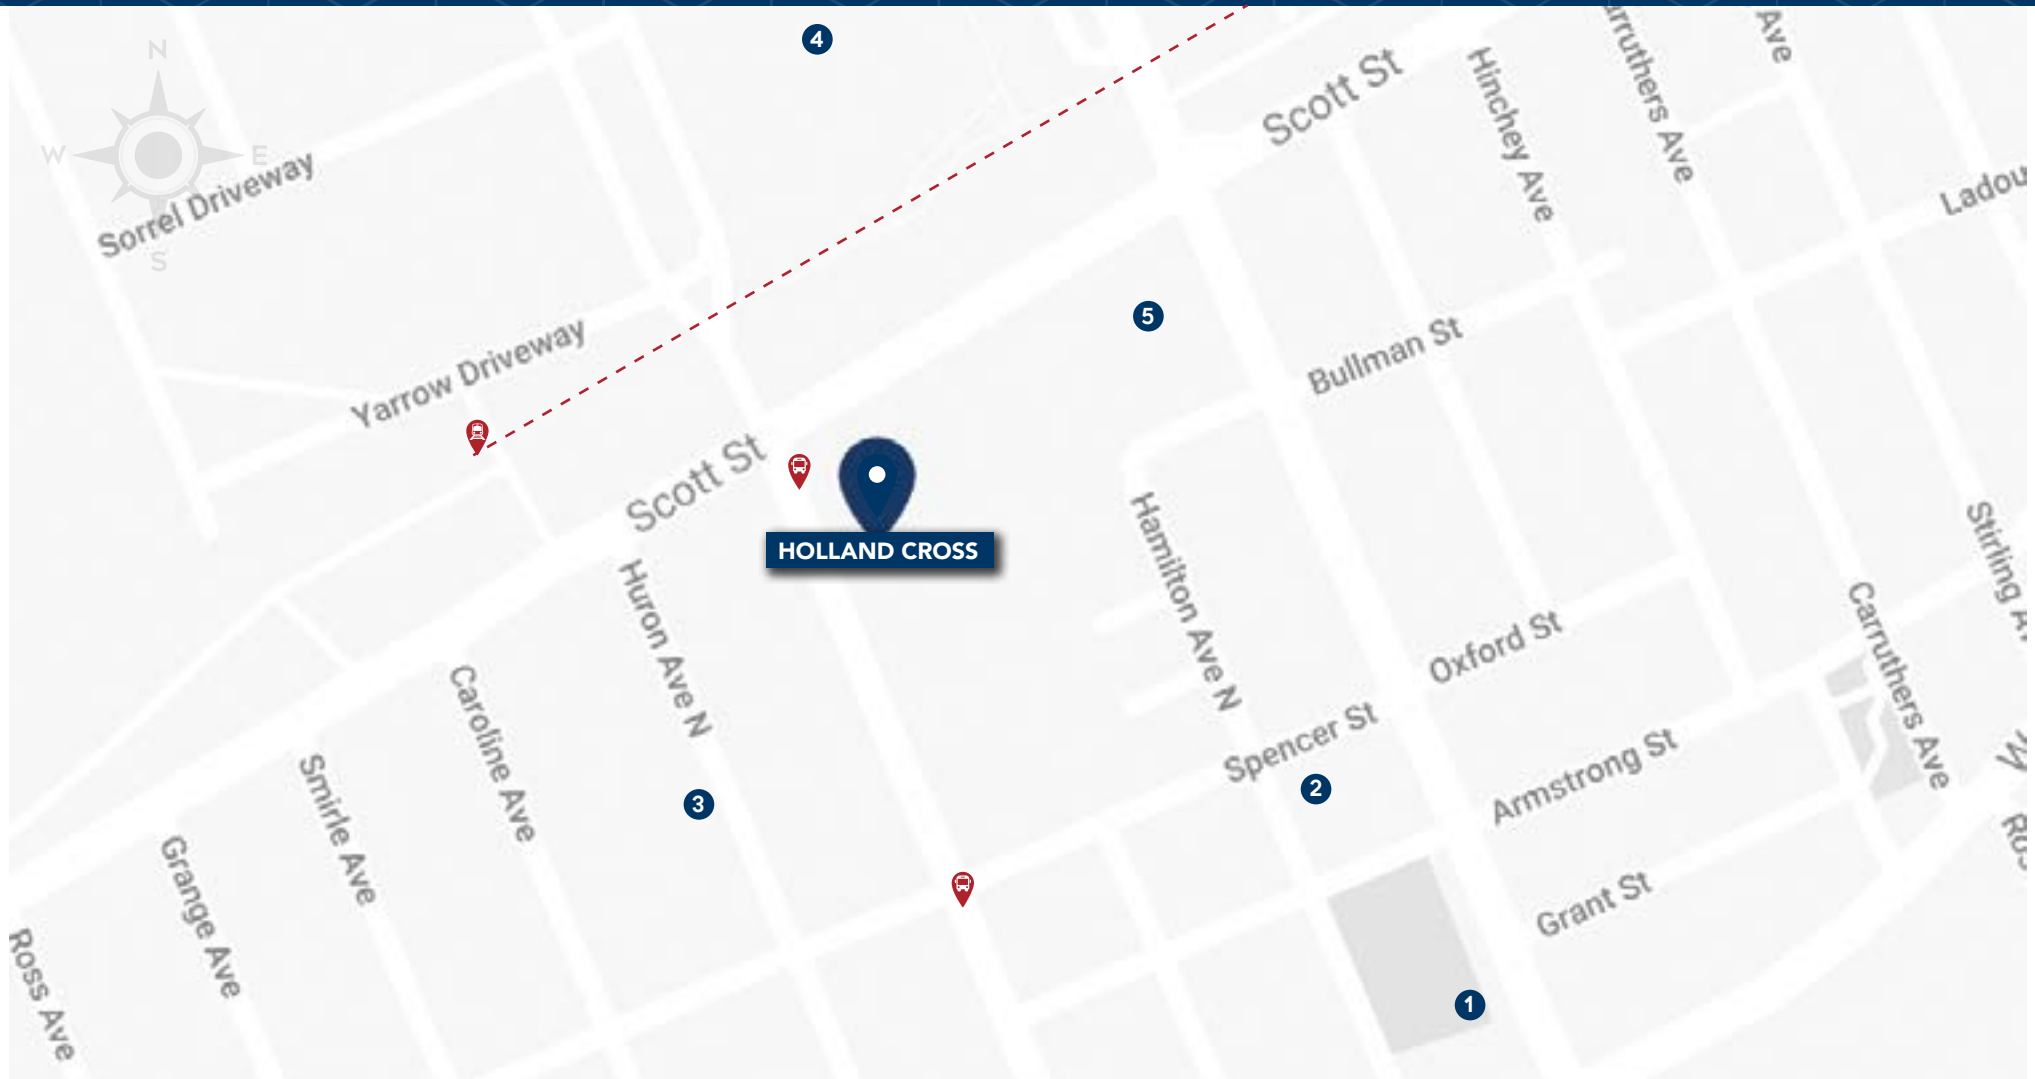 4
N
W
E
S
Sorrel Driveway
Scott St
Hinchey Ave
Ave
5
Yarrow Driveway
Bullman St
Scott St
HOLLAND CROSS
Huron Ave N
Hamilton Ave N
Stirling
Carruthers Ave
Oxford St
Caroline Ave
Spencer St
2
Armstrong St
Smirle Ave
3
Grange Ave
Grant St
Ross Ave
1